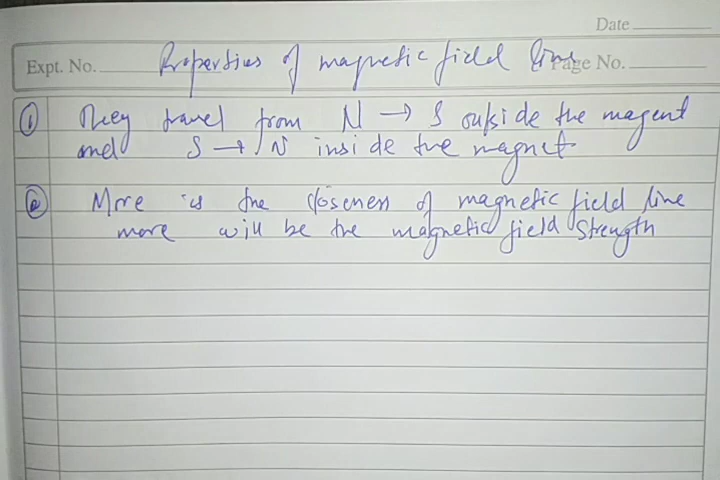 Date
Expt. No. Properties of magnetic field line Page No.
① They travel from N → S outside the magent
and S → N inside the magnet
② More is the closeness of magnetic field line
more will be the magnetic field strength